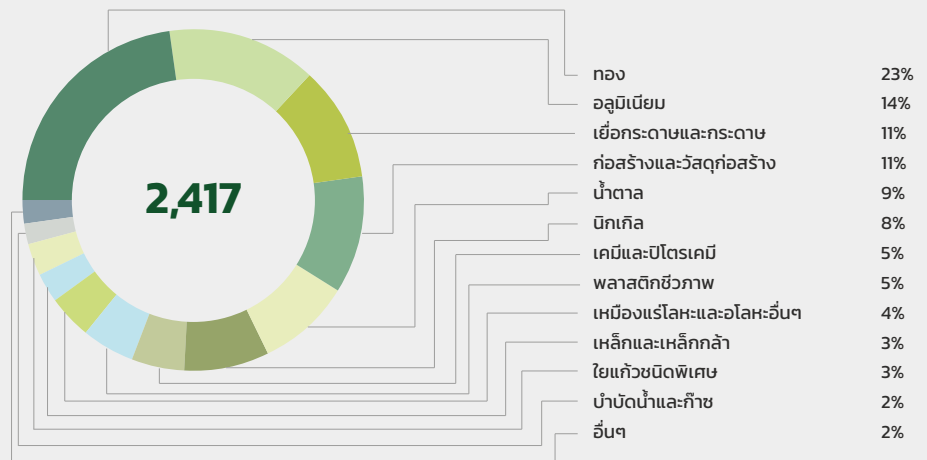 2,417
ทอง 23%
อลูมิเนียม 14%
เยื่อกระดาษและกระดาษ 11%
ก่อสร้างและวัสดุก่อสร้าง 11%
น้ำตาล 9%
นิกเกิล 8%
เคมีและปิโตรเคมี 5%
พลาสติกชีวภาพ 5%
เหมืองแร่โลหะและอโลหะอื่นๆ 4%
เหล็กและเหล็กกล้า 3%
ใยแก้วชนิดพิเศษ 3%
บำบัดน้ำและก๊าซ 2%
อื่นๆ 2%